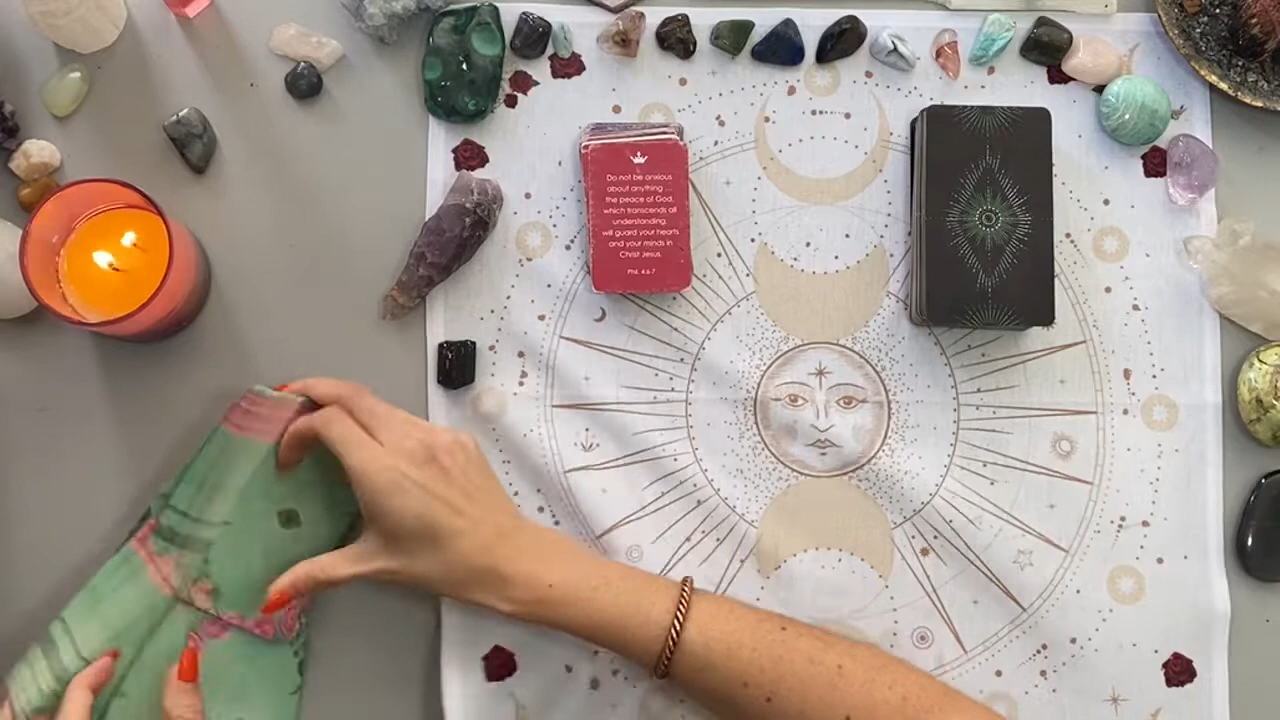 Do not be anxious
about anything ...
the peace of God,
which transcends all
understanding,
will guard your hearts
and your minds in
Christ Jesus.
Phil. 4:6-7